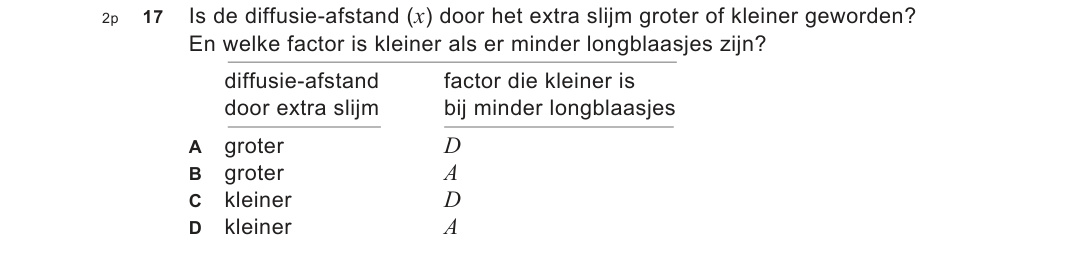 2p 17 Is de diffusie-afstand (x) door het extra slijm groter of kleiner geworden?
En welke factor is kleiner als er minder longblaasjes zijn?
diffusie-afstand factor die kleiner is
door extra slijm bij minder longblaasjes
A groter D
B groter A
C kleiner D
D kleiner A